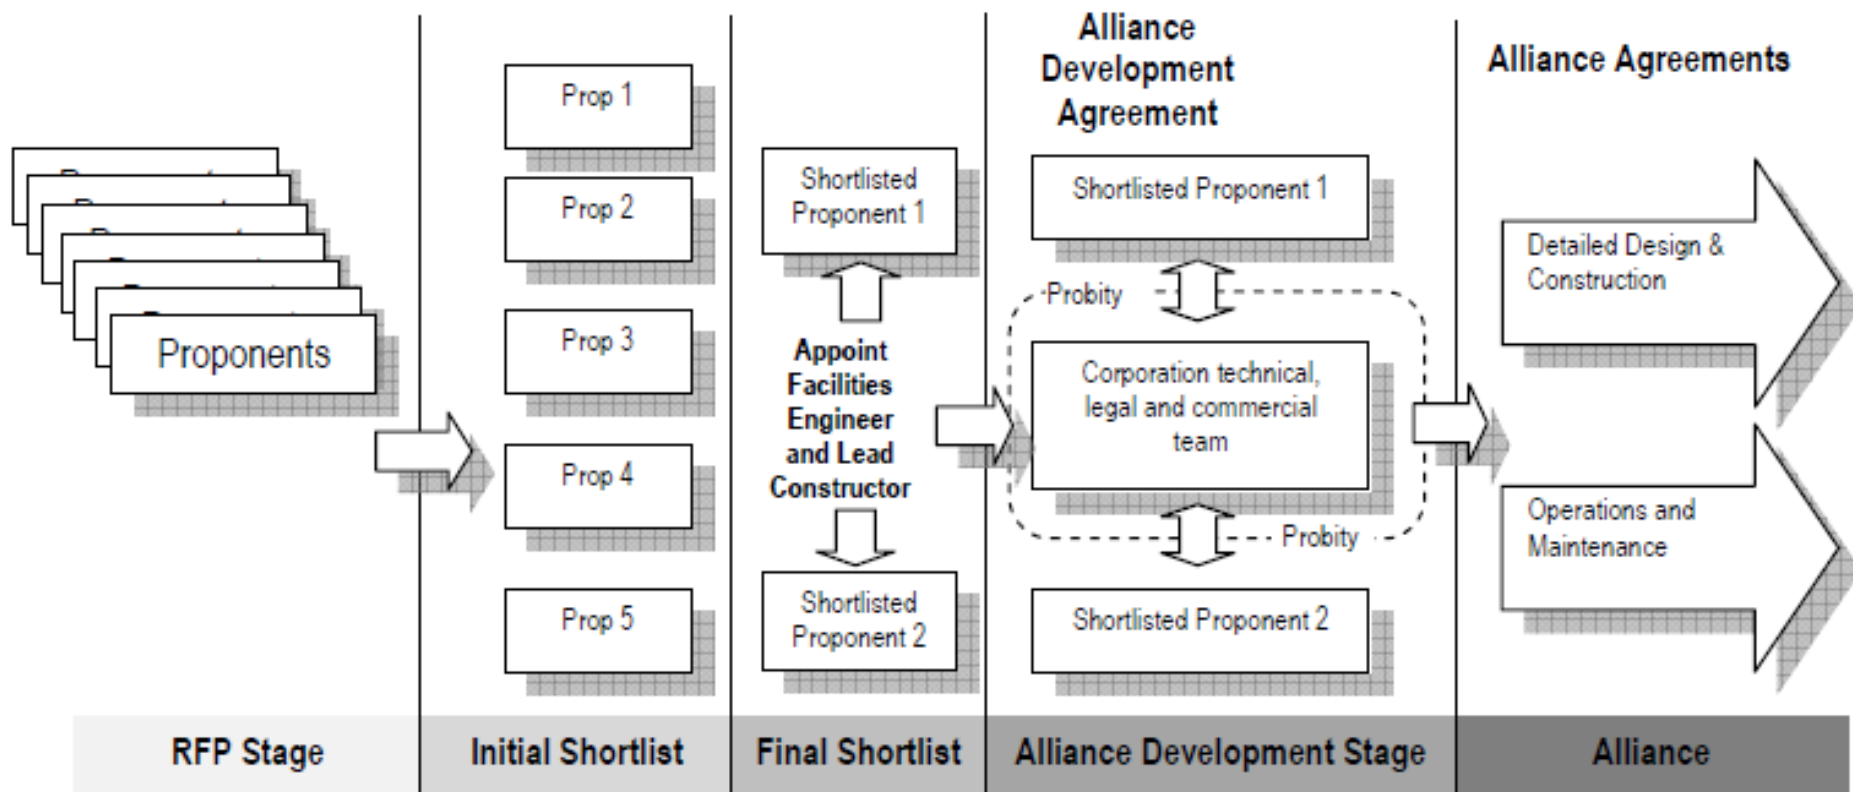 Proponents
RFP Stage
Prop 1
Prop 2
Prop 3
Prop 4
Prop 5
Initial Shortlist
Shortlisted
Proponent 1
Appoint
Facilities
Engineer
and Lead
Constructor
Shortlisted
Proponent 2
Final Shortlist
Alliance
Development
Agreement
Shortlisted Proponent 1
Probity
Corporation technical,
legal and commercial
team
Probity
Shortlisted Proponent 2
Alliance Development Stage
Alliance Agreements
Detailed Design &
Construction
Operations and
Maintenance
Alliance